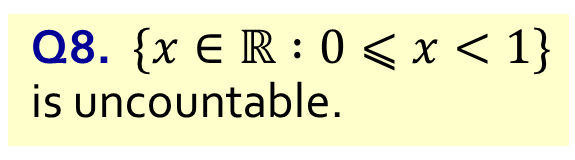 Q8. {x ∈ ℝ : 0 ⩽ x < 1}
is uncountable.